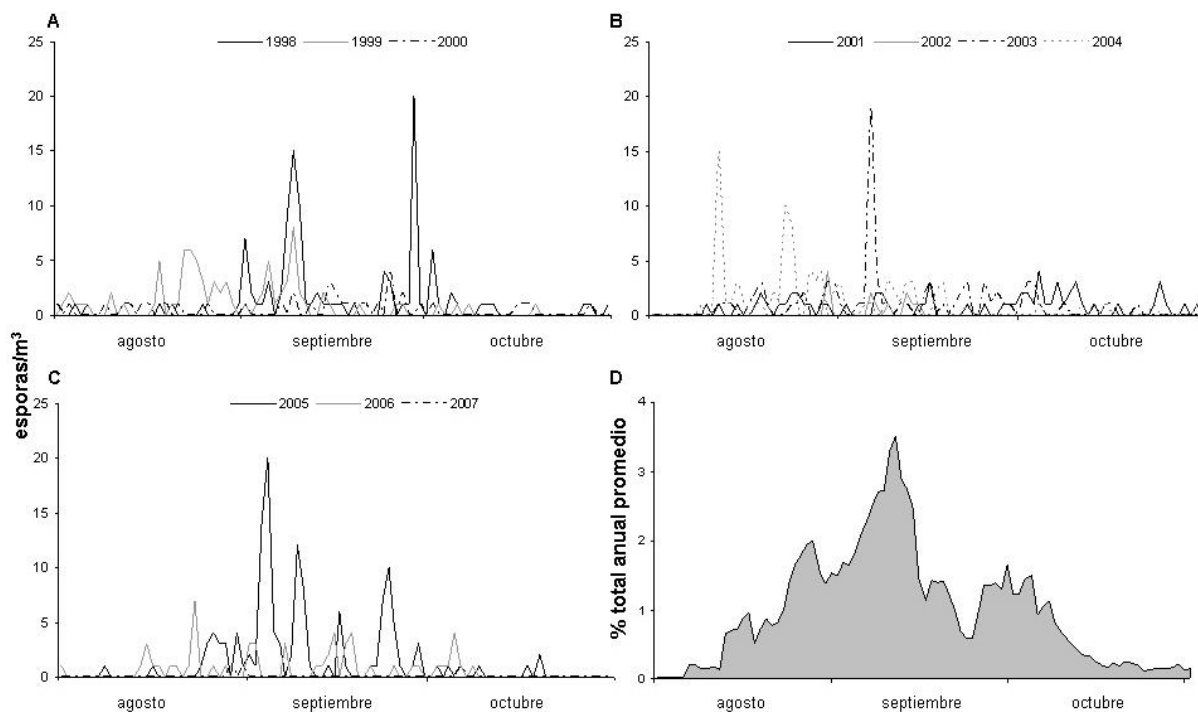 A
1998 1999 2000
25
20
15
10
5
0
agosto septiembre octubre
B
2001 2002 2003 2004
25
20
15
10
5
0
agosto septiembre octubre
esporas/m³
C
2005 2006 2007
25
20
15
10
5
0
agosto septiembre octubre
D
% total anual promedio
4
3
2
1
0
agosto septiembre octubre